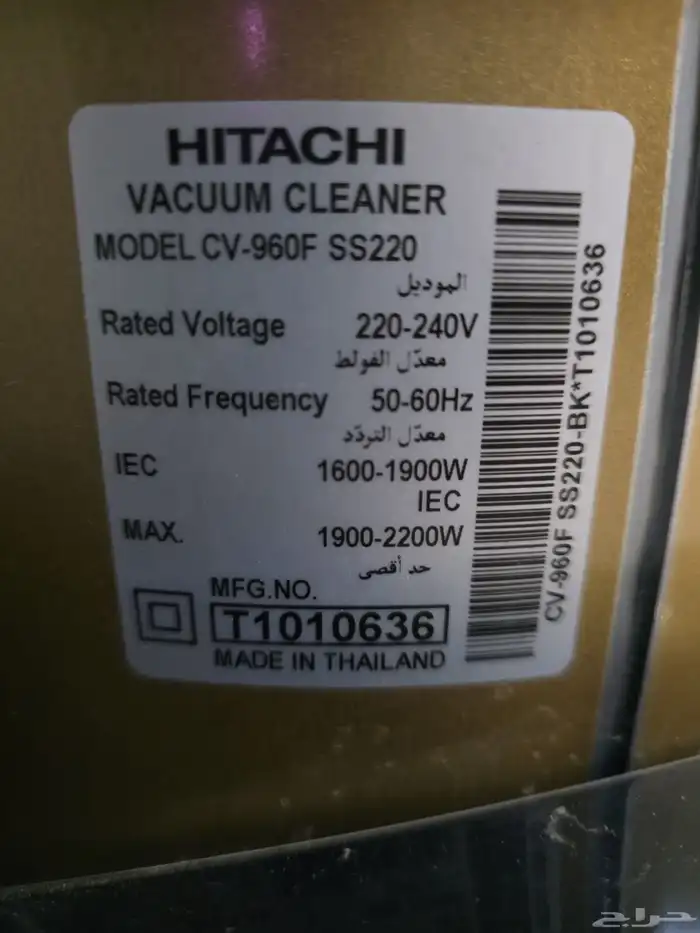 HITACHI
VACUUM CLEANER
MODEL CV-960F SS220
الموديل
Rated Voltage 220-240V
معدّل الفولط
Rated Frequency 50-60Hz
معدّل التردّد
IEC 1600-1900W
IEC
MAX. 1900-2200W
حد أقصى
MFG.NO.
T1010636
MADE IN THAILAND
CV-960F SS220-BK*T1010636
حراج